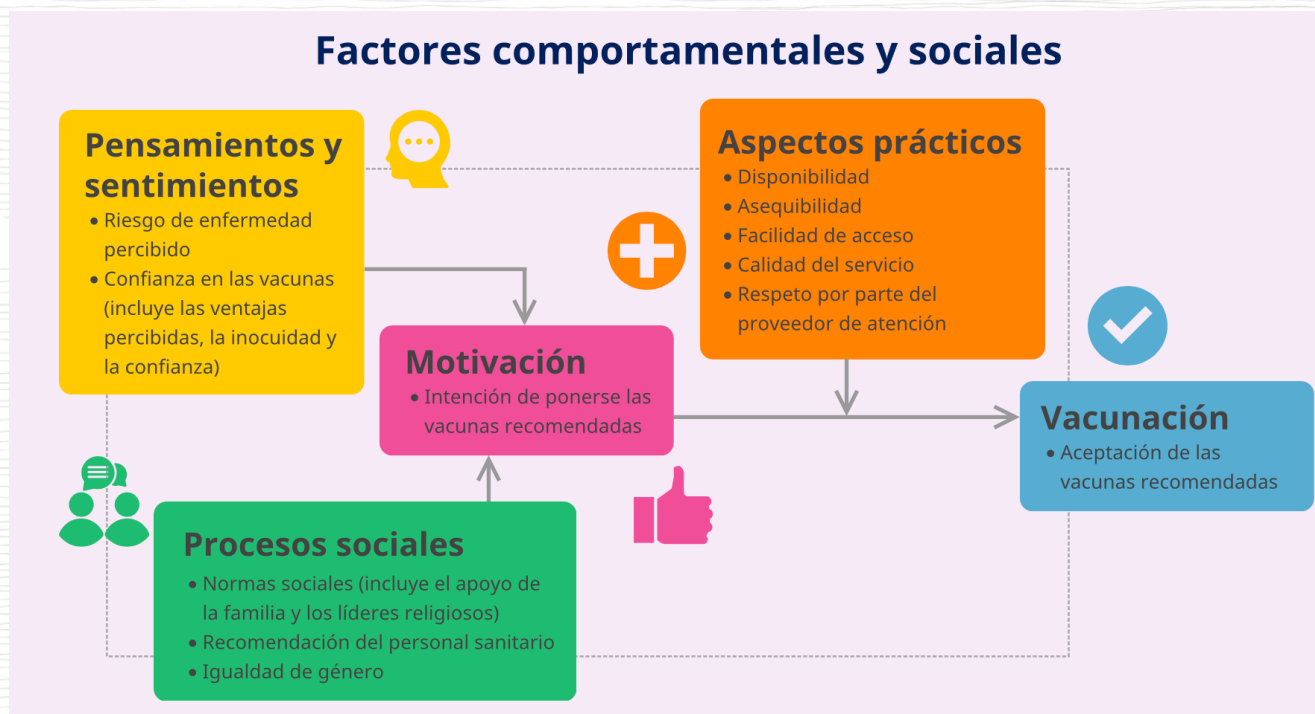 Factores comportamentales y sociales
Pensamientos y
sentimientos
• Riesgo de enfermedad
percibido
• Confianza en las vacunas
(incluye las ventajas
percibidas, la inocuidad y
la confianza)
Aspectos prácticos
• Disponibilidad
• Asequibilidad
• Facilidad de acceso
• Calidad del servicio
• Respeto por parte del
proveedor de atención
Motivación
• Intención de ponerse las
vacunas recomendadas
Vacunación
• Aceptación de las
vacunas recomendadas
Procesos sociales
• Normas sociales (incluye el apoyo de
la familia y los líderes religiosos)
• Recomendación del personal sanitario
• Igualdad de género